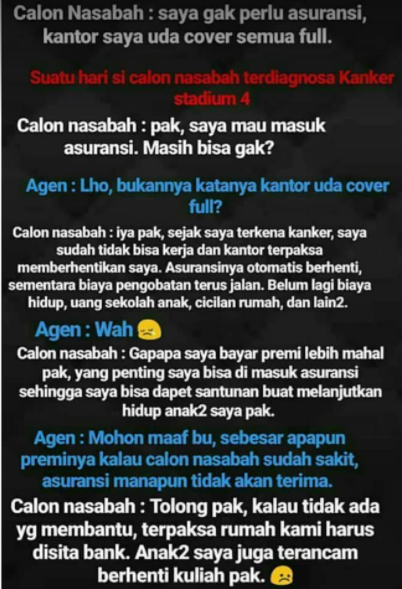 Calon Nasabah : saya gak perlu asuransi,
kantor saya uda cover semua full.
Suatu hari si calon nasabah terdiagnosa Kanker
stadium 4
Calon nasabah : pak, saya mau masuk
asuransi. Masih bisa gak?
Agen : Lho, bukannya katanya kantor uda cover
full?
Calon nasabah : iya pak, sejak saya terkena kanker, saya
sudah tidak bisa kerja dan kantor terpaksa
memberhentikan saya. Asuransinya otomatis berhenti,
sementara biaya pengobatan terus jalan. Belum lagi biaya
hidup, uang sekolah anak, cicilan rumah, dan lain2.
Agen : Wah 😞
Calon nasabah : Gapapa saya bayar premi lebih mahal
pak, yang penting saya bisa di masuk asuransi
sehingga saya bisa dapet santunan buat melanjutkan
hidup anak2 saya pak.
Agen : Mohon maaf bu, sebesar apapun
preminya kalau calon nasabah sudah sakit,
asuransi manapun tidak akan terima.
Calon nasabah : Tolong pak, kalau tidak ada
yg membantu, terpaksa rumah kami harus
disita bank. Anak2 saya juga terancam
berhenti kuliah pak. 😢